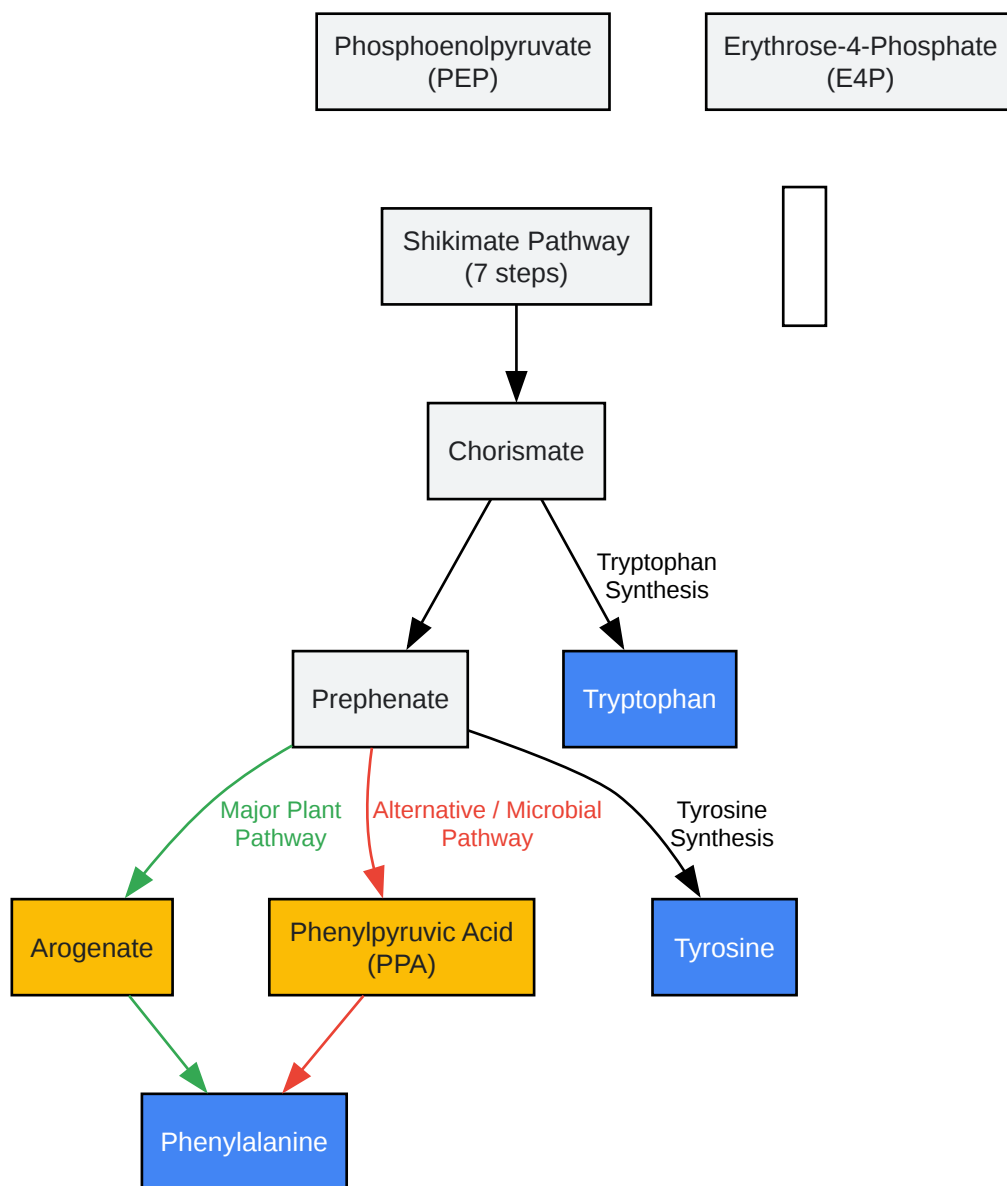 Phosphoenolpyruvate
(PEP)
Erythrose-4-Phosphate
(E4P)
Shikimate Pathway
(7 steps)
Chorismate
Tryptophan
Synthesis
Prephenate
Tryptophan
Major Plant
Pathway
Alternative / Microbial
Pathway
Tyrosine
Synthesis
Arogenate
Phenylpyruvic Acid
(PPA)
Tyrosine
Phenylalanine